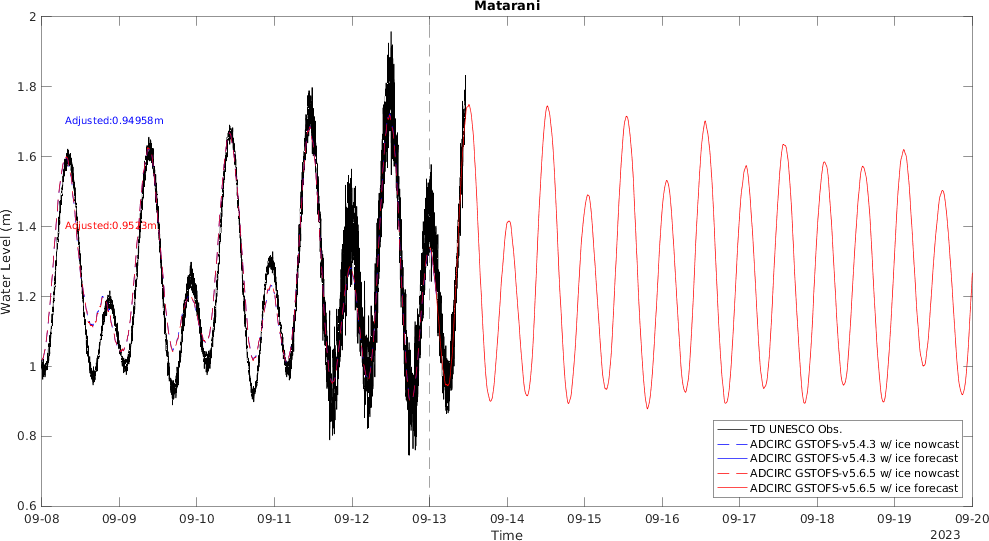 Matarani
2
1.8
1.6
1.4
1.2
1
0.8
0.6
Water Level (m)
Adjusted:0.94958m
Adjusted:0.9523m
TD UNESCO Obs.
ADCIRC GSTOFS-v5.4.3 w/ ice nowcast
ADCIRC GSTOFS-v5.4.3 w/ ice forecast
ADCIRC GSTOFS-v5.6.5 w/ ice nowcast
ADCIRC GSTOFS-v5.6.5 w/ ice forecast
09-08 09-09 09-10 09-11 09-12 09-13 09-14 09-15 09-16 09-17 09-18 09-19 09-20
Time
2023